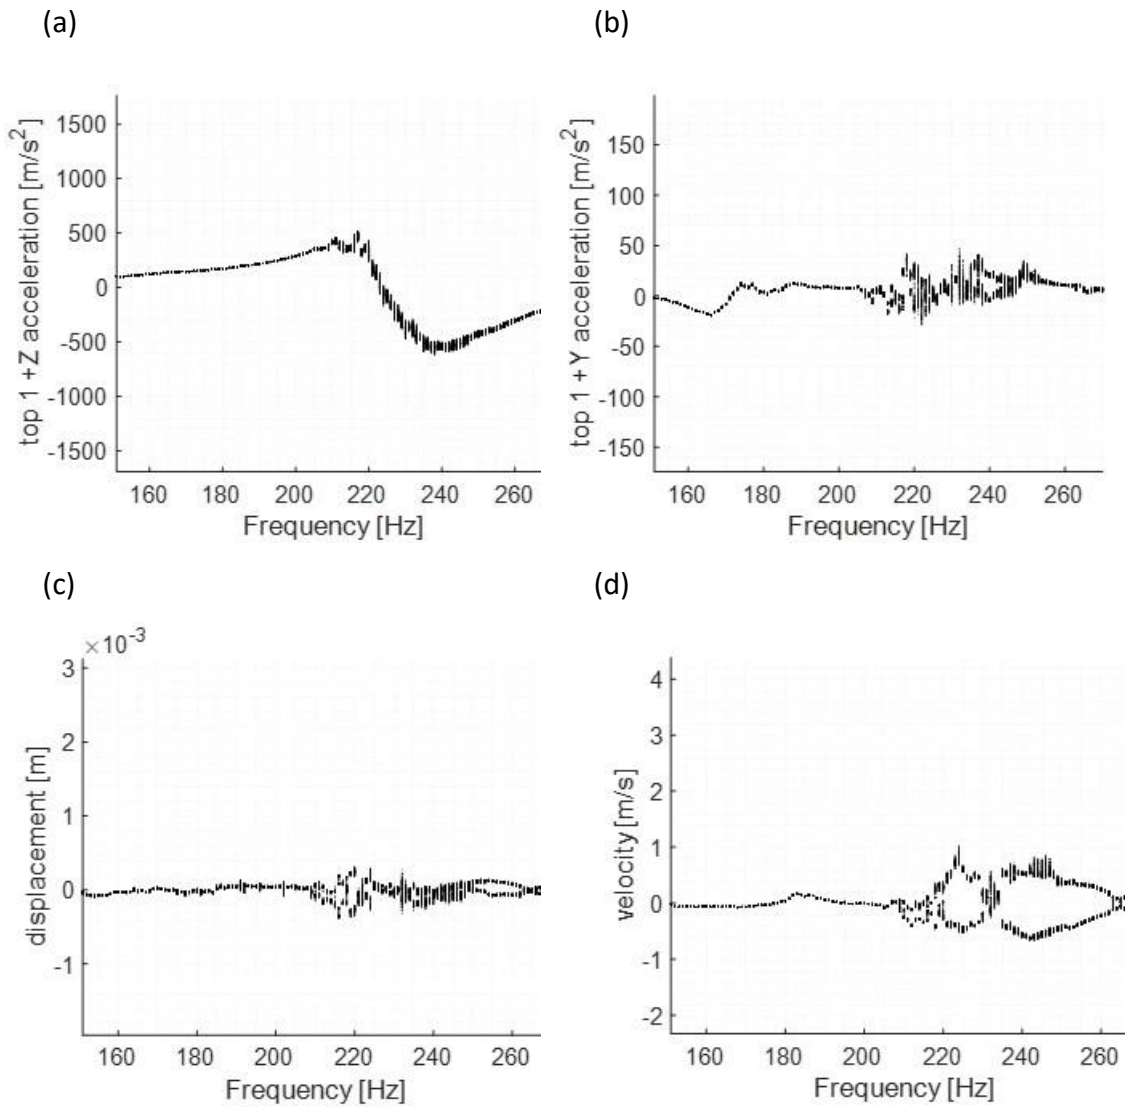 (a)
top 1 +Z acceleration [m/s²]
1500
1000
500
0
-500
-1000
-1500
160 180 200 220 240 260
Frequency [Hz]
(b)
top 1 +Y acceleration [m/s²]
150
100
50
0
-50
-100
-150
160 180 200 220 240 260
Frequency [Hz]
(c)
×10⁻³
displacement [m]
3
2
1
0
-1
160 180 200 220 240 260
Frequency [Hz]
(d)
velocity [m/s]
4
3
2
1
0
-1
-2
160 180 200 220 240 260
Frequency [Hz]